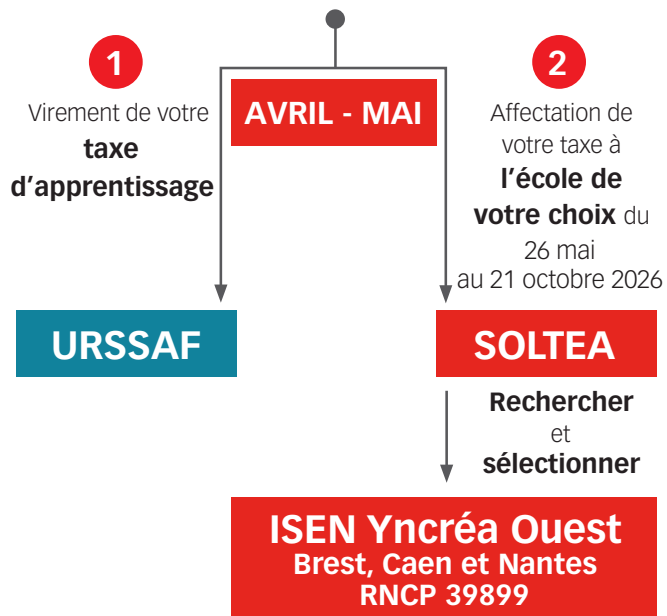 1
Virement de votre
taxe
d'apprentissage
AVRIL - MAI
2
Affectation de
votre taxe à
l'école de
votre choix du
26 mai
au 21 octobre 2026
URSSAF
SOLTEA
Rechercher
et
sélectionner
ISEN Yncréa Ouest
Brest, Caen et Nantes
RNCP 39899